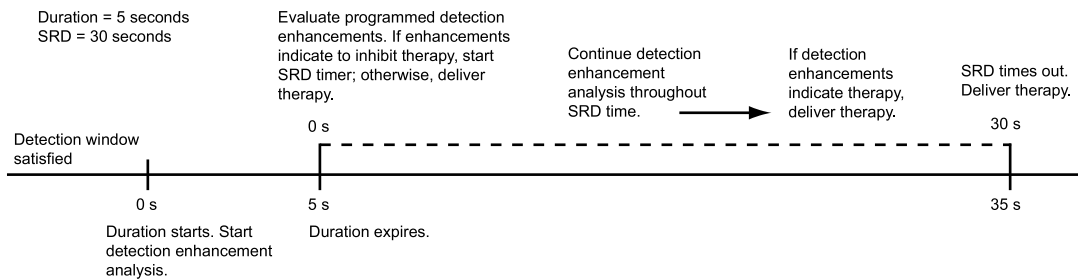 Duration = 5 seconds
SRD = 30 seconds
Evaluate programmed detection
enhancements. If enhancements
indicate to inhibit therapy, start
SRD timer; otherwise, deliver
therapy.
Continue detection
enhancement
analysis throughout
SRD time.
If detection
enhancements
indicate therapy,
deliver therapy.
SRD times out.
Deliver therapy.
0 s
30 s
Detection window
satisfied
0 s
5 s
35 s
Duration starts. Start
detection enhancement
analysis.
Duration expires.